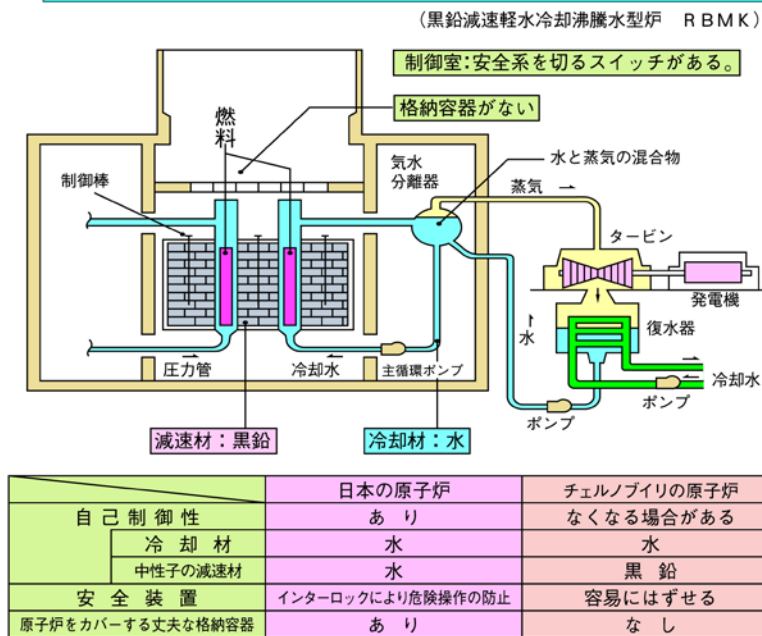 (黒鉛減速軽水冷却沸騰水型炉 RBMK)
制御室:安全系を切るスイッチがある。
格納容器がない
燃料
制御棒
気水
分離器
水と蒸気の混合物
蒸気
タービン
発電機
復水器
水
冷却水
ポンプ
ポンプ
圧力管
冷却水
主循環ポンプ
減速材:黒鉛
冷却材:水
日本の原子炉 チェルノブイリの原子炉
自己制御性 あり なくなる場合がある
冷却材 水 水
中性子の減速材 水 黒鉛
安全装置 インターロックにより危険操作の防止 容易にはずせる
原子炉をカバーする丈夫な格納容器 あり なし